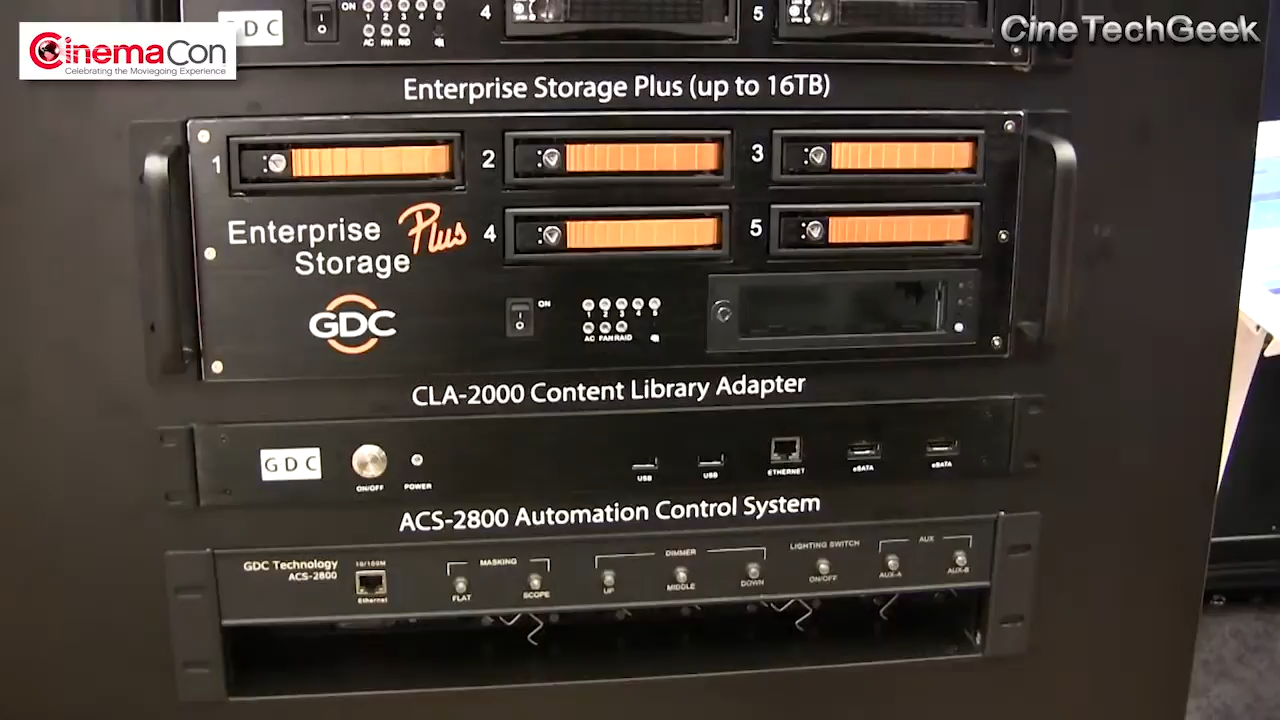 CinemaCon
Celebrating the Moviegoing Experience
CineTechGeek
DC
ON
1 2 3 4 5
AC FAN RAID
4
5
Enterprise Storage Plus (up to 16TB)
1
2
3
Enterprise Plus
Storage
4
5
GDC
ON
1 2 3 4 5
AC FAN RAID
CLA-2000 Content Library Adapter
GDC
ON/OFF
POWER
USB
USB
ETHERNET
eSATA
eSATA
ACS-2800 Automation Control System
GDC Technology
ACS-2800
10/100M
Ethernet
MASKING
FLAT
SCOPE
DIMMER
UP
MIDDLE
DOWN
LIGHTING SWITCH
ON/OFF
AUX
AUX-A
AUX-B